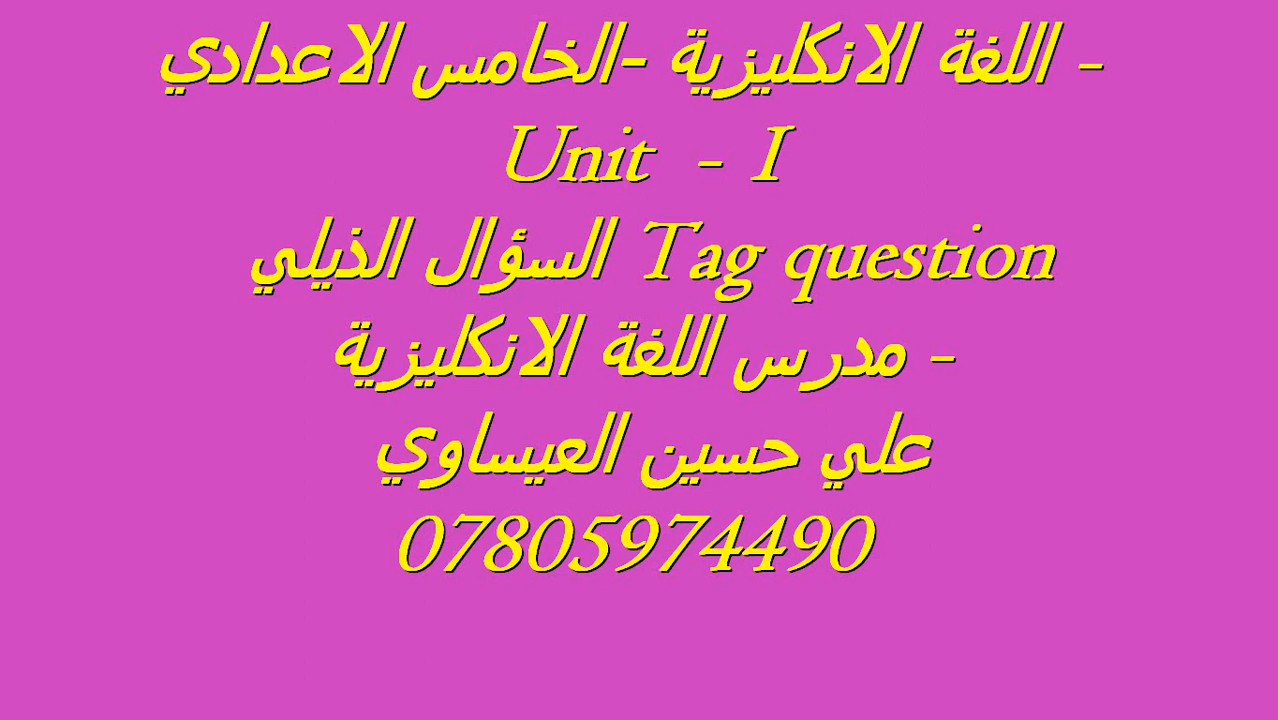 - اللغة الانكليزية -الخامس الاعدادي
Unit - I
Tag question السؤال الذيلي
- مدرس اللغة الانكليزية
علي حسين العيساوي
07805974490